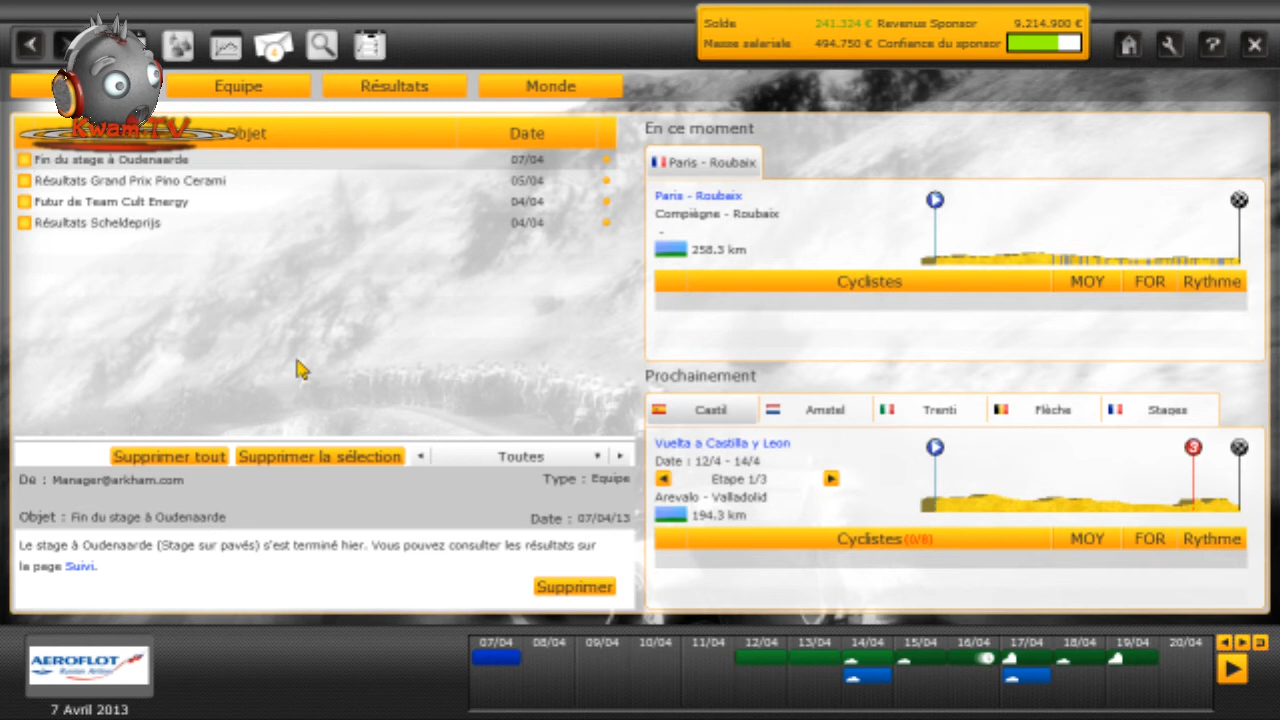 Solde 241.324 € Revenus Sponsor 9.214.900 €
Masse salariale 494.750 € Confiance du sponsor
4
Equipe Résultats Monde
Kwam.TV
Objet Date
Fin du stage à Oudenaarde 07/04
Résultats Grand Prix Pino Cerami 05/04
Futur de Team Cult Energy 04/04
Résultats Scheldeprijs 04/04
Supprimer tout Supprimer la sélection Toutes
De : Manager@arkham.com Type : Equipe
Objet : Fin du stage à Oudenaarde Date : 07/04/13
Le stage à Oudenaarde (Stage sur pavés) s'est terminé hier. Vous pouvez consulter les résultats sur
la page Suivi.
Supprimer
En ce moment
Paris - Roubaix
Paris - Roubaix
Compiègne - Roubaix
-
258.3 km
Cyclistes MOY FOR Rythme
Prochainement
Castil Amstel Trenti Flèche Stages
Vuelta a Castilla y Leon
Date : 12/4 - 14/4
Etape 1/3
Arevalo - Valladolid
194.3 km
3
Cyclistes (0/8) MOY FOR Rythme
AEROFLOT
Russian Airlines
7 Avril 2013
07/04 08/04 09/04 10/04 11/04 12/04 13/04 14/04 15/04 16/04 17/04 18/04 19/04 20/04